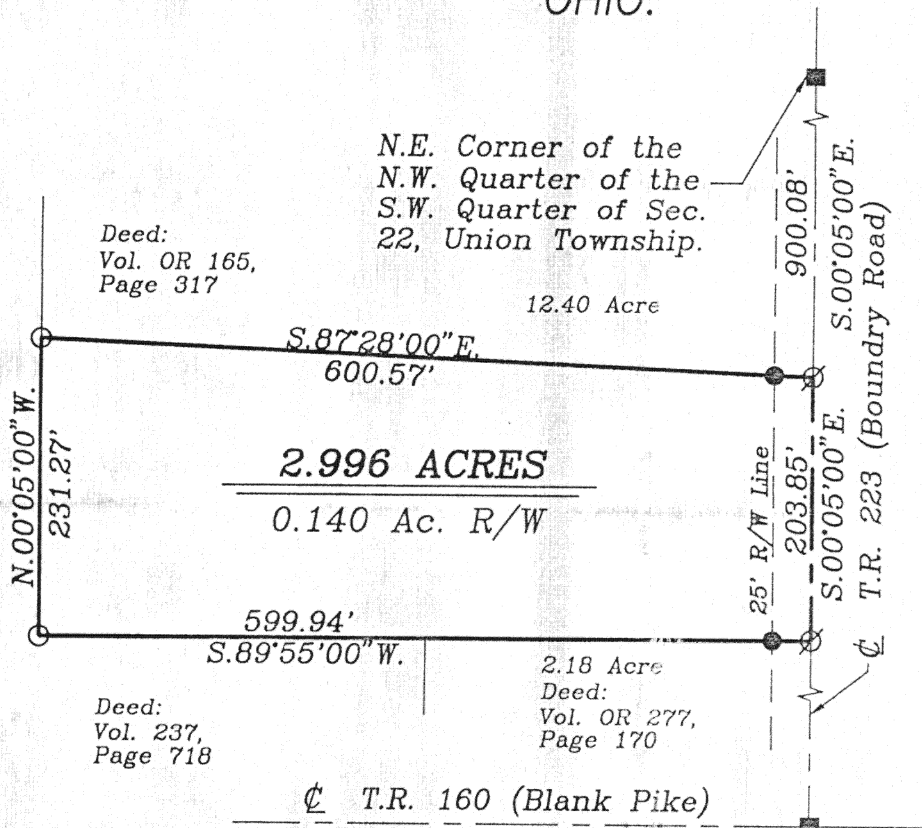 OHIO.
N.E. Corner of the
N.W. Quarter of the
S.W. Quarter of Sec.
22, Union Township.
900.08'
S.00°05'00"E.
Deed:
Vol. OR 165,
Page 317
12.40 Acre
S.87°28'00"E.
600.57'
N.00°05'00"W.
231.27'
2.996 ACRES
0.140 Ac. R/W
25' R/W Line
203.85'
S.00°05'00"E.
℄ T.R. 223 (Boundry Road)
599.94'
S.89°55'00"W.
2.18 Acre
Deed:
Vol. OR 277,
Page 170
Deed:
Vol. 237,
Page 718
℄ T.R. 160 (Blank Pike)